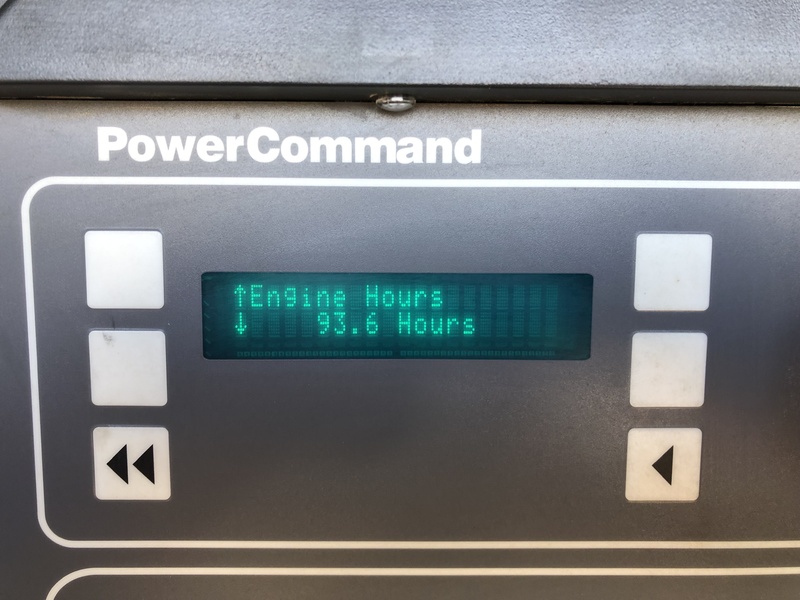 PowerCommand
↑Engine Hours
↓ 93.6 Hours